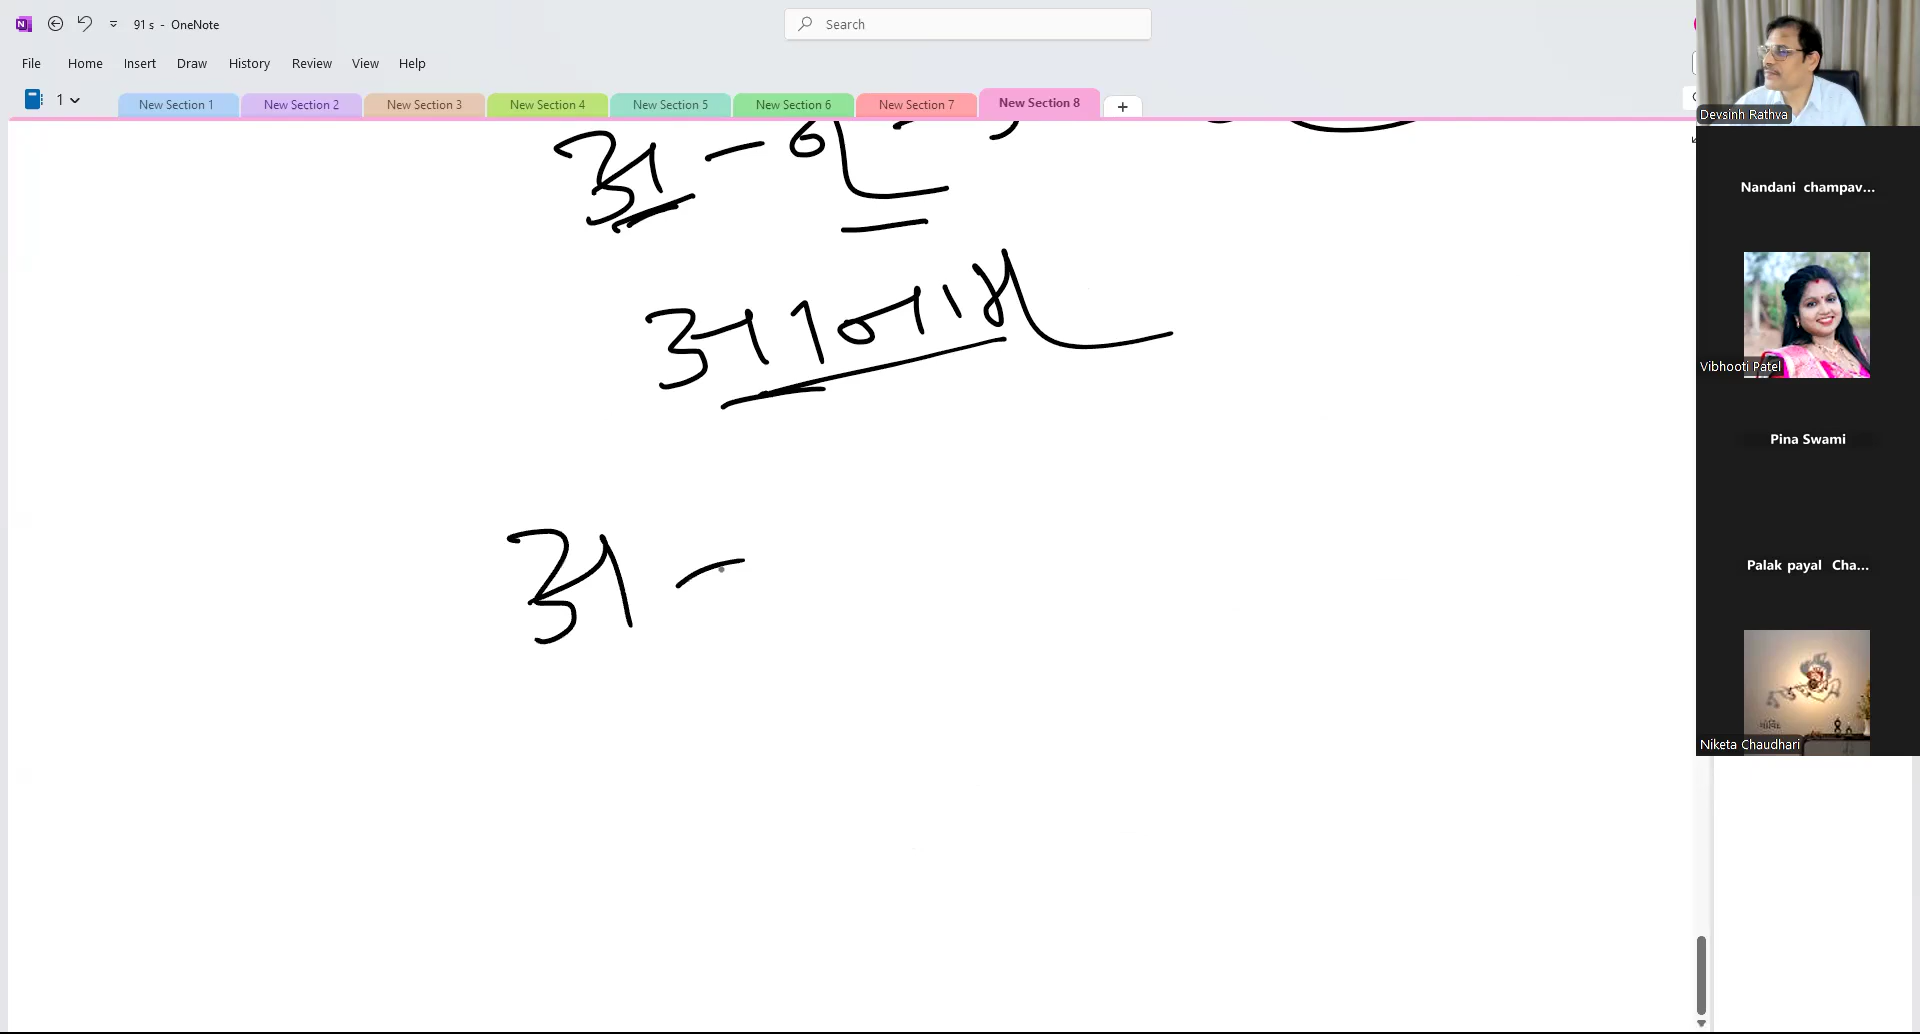 91 s - OneNote
Search
File Home Insert Draw History Review View Help
1
New Section 1 New Section 2 New Section 3 New Section 4 New Section 5 New Section 6 New Section 7 New Section 8 +
Devsinh Rathva
Nandani champav...
Vibhooti Patel
Pina Swami
Palak payal Cha...
ગોવિંદ
Niketa Chaudhari
અ -
અ -